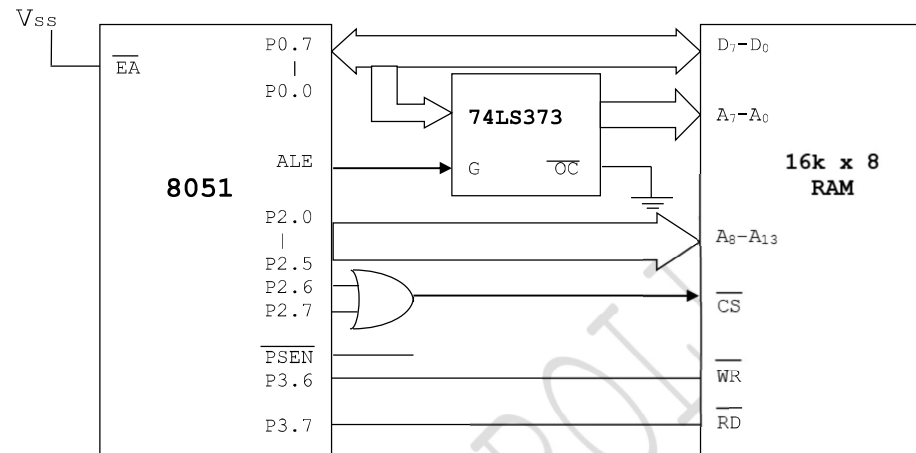 Vss
EA
8051
P0.7
|
P0.0
ALE
P2.0
|
P2.5
P2.6
P2.7
PSEN
P3.6
P3.7
74LS373
G
OC
D7-D0
A7-A0
16k x 8
RAM
A8-A13
CS
WR
RD